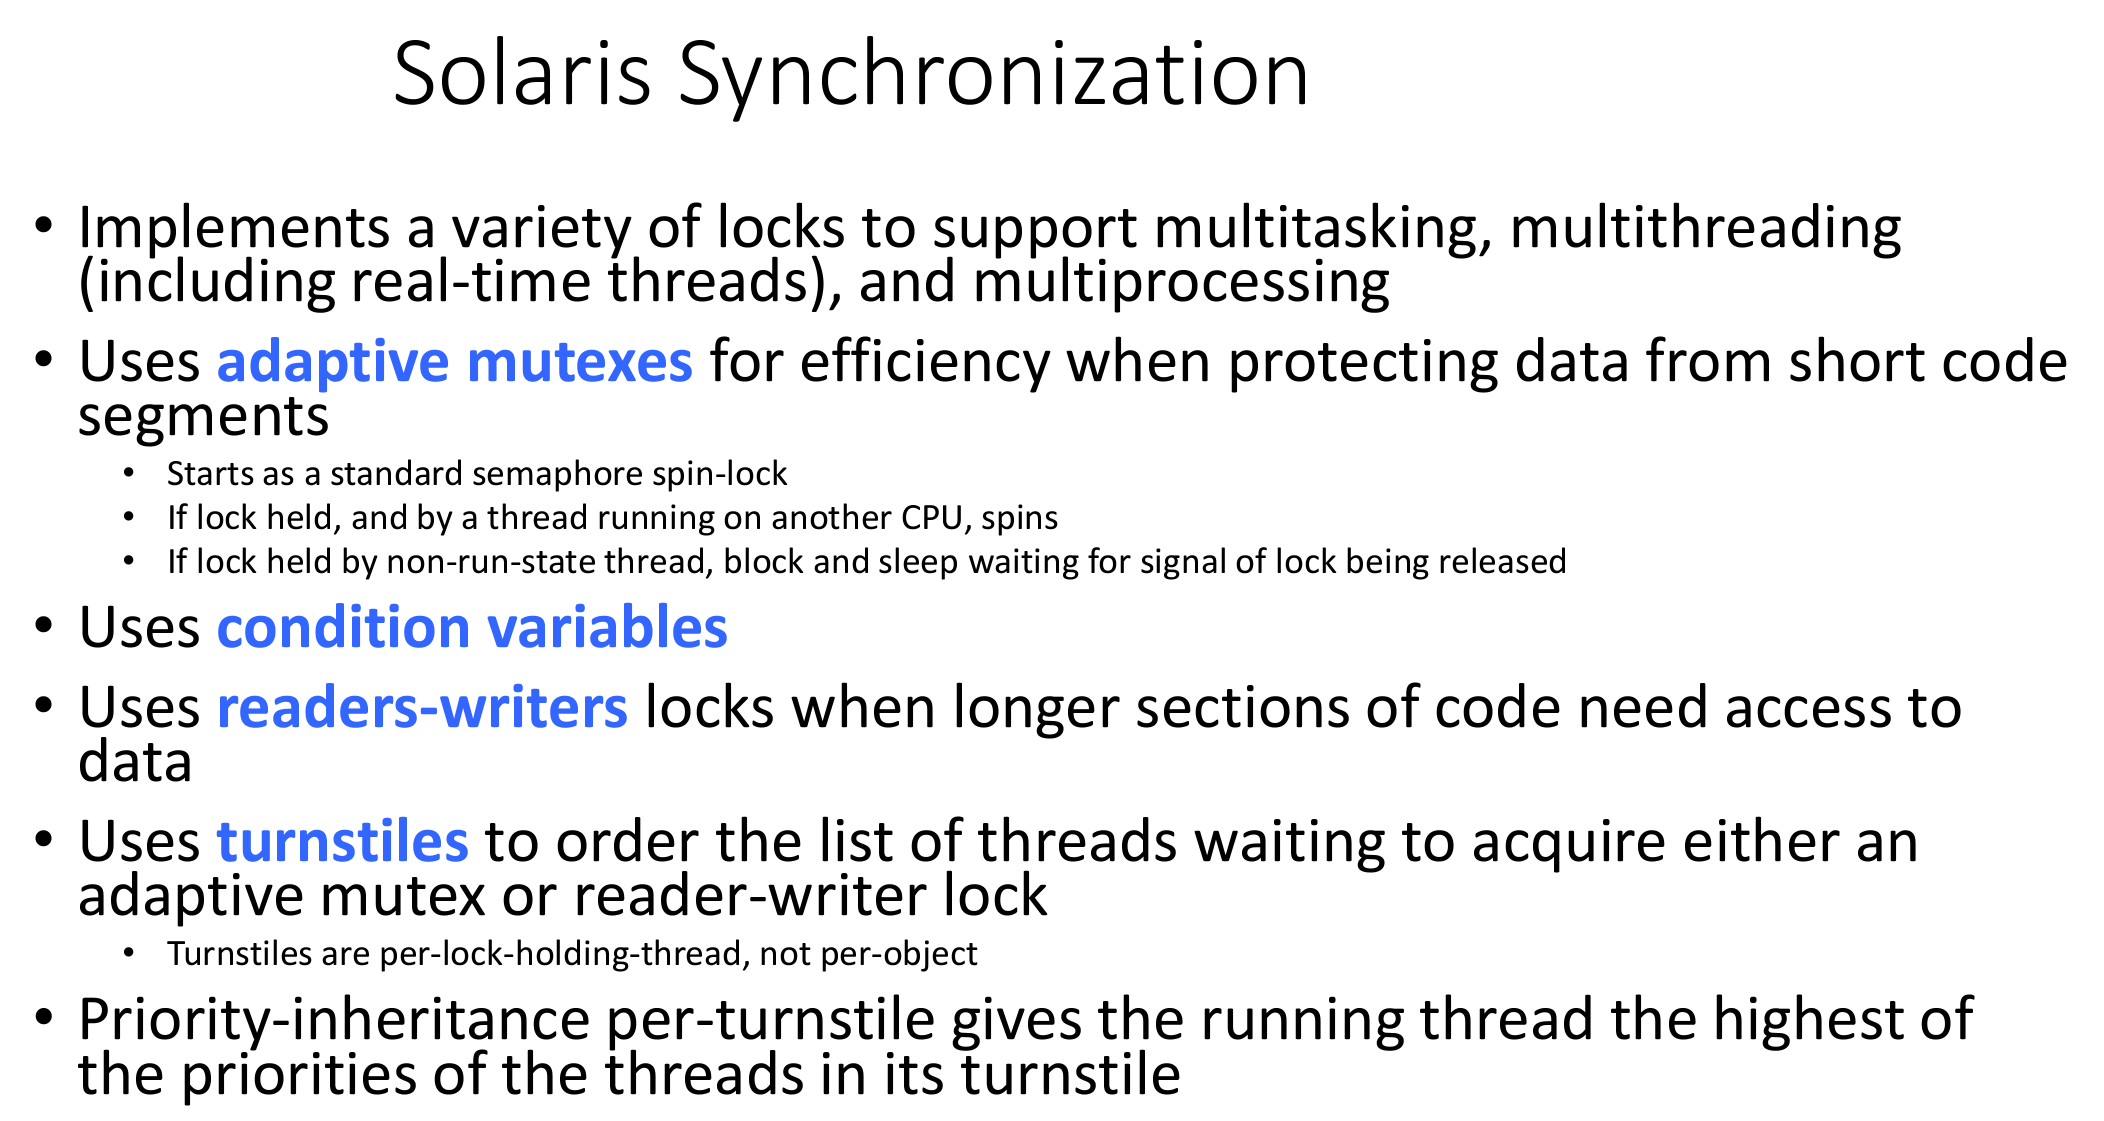 Solaris Synchronization
• Implements a variety of locks to support multitasking, multithreading
(including real-time threads), and multiprocessing
• Uses adaptive mutexes for efficiency when protecting data from short code
segments
• Starts as a standard semaphore spin-lock
• If lock held, and by a thread running on another CPU, spins
• If lock held by non-run-state thread, block and sleep waiting for signal of lock being released
• Uses condition variables
• Uses readers-writers locks when longer sections of code need access to
data
• Uses turnstiles to order the list of threads waiting to acquire either an
adaptive mutex or reader-writer lock
• Turnstiles are per-lock-holding-thread, not per-object
• Priority-inheritance per-turnstile gives the running thread the highest of
the priorities of the threads in its turnstile